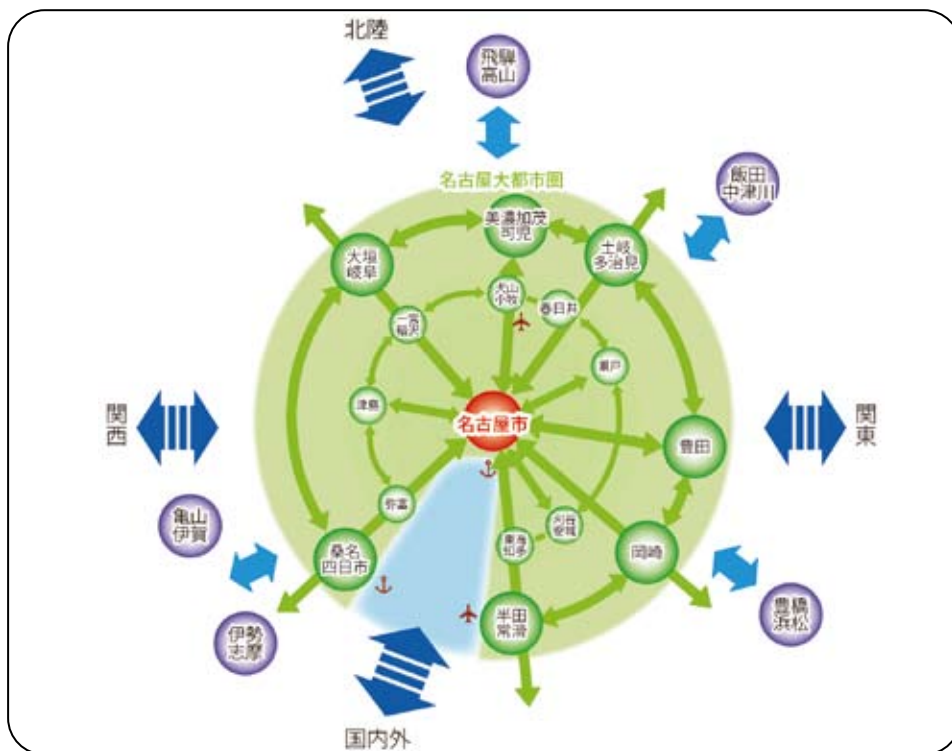 北陸
飛騨
高山
飯田
中津川
名古屋大都市圏
美濃加茂
可児
土岐
多治見
大垣
岐阜
犬山
小牧
春日井
一宮
稲沢
瀬戸
津島
名古屋市
関西
関東
豊田
弥富
刈谷
安城
東海
知多
亀山
伊賀
桑名
四日市
岡崎
半田
常滑
豊橋
浜松
伊勢
志摩
国内外